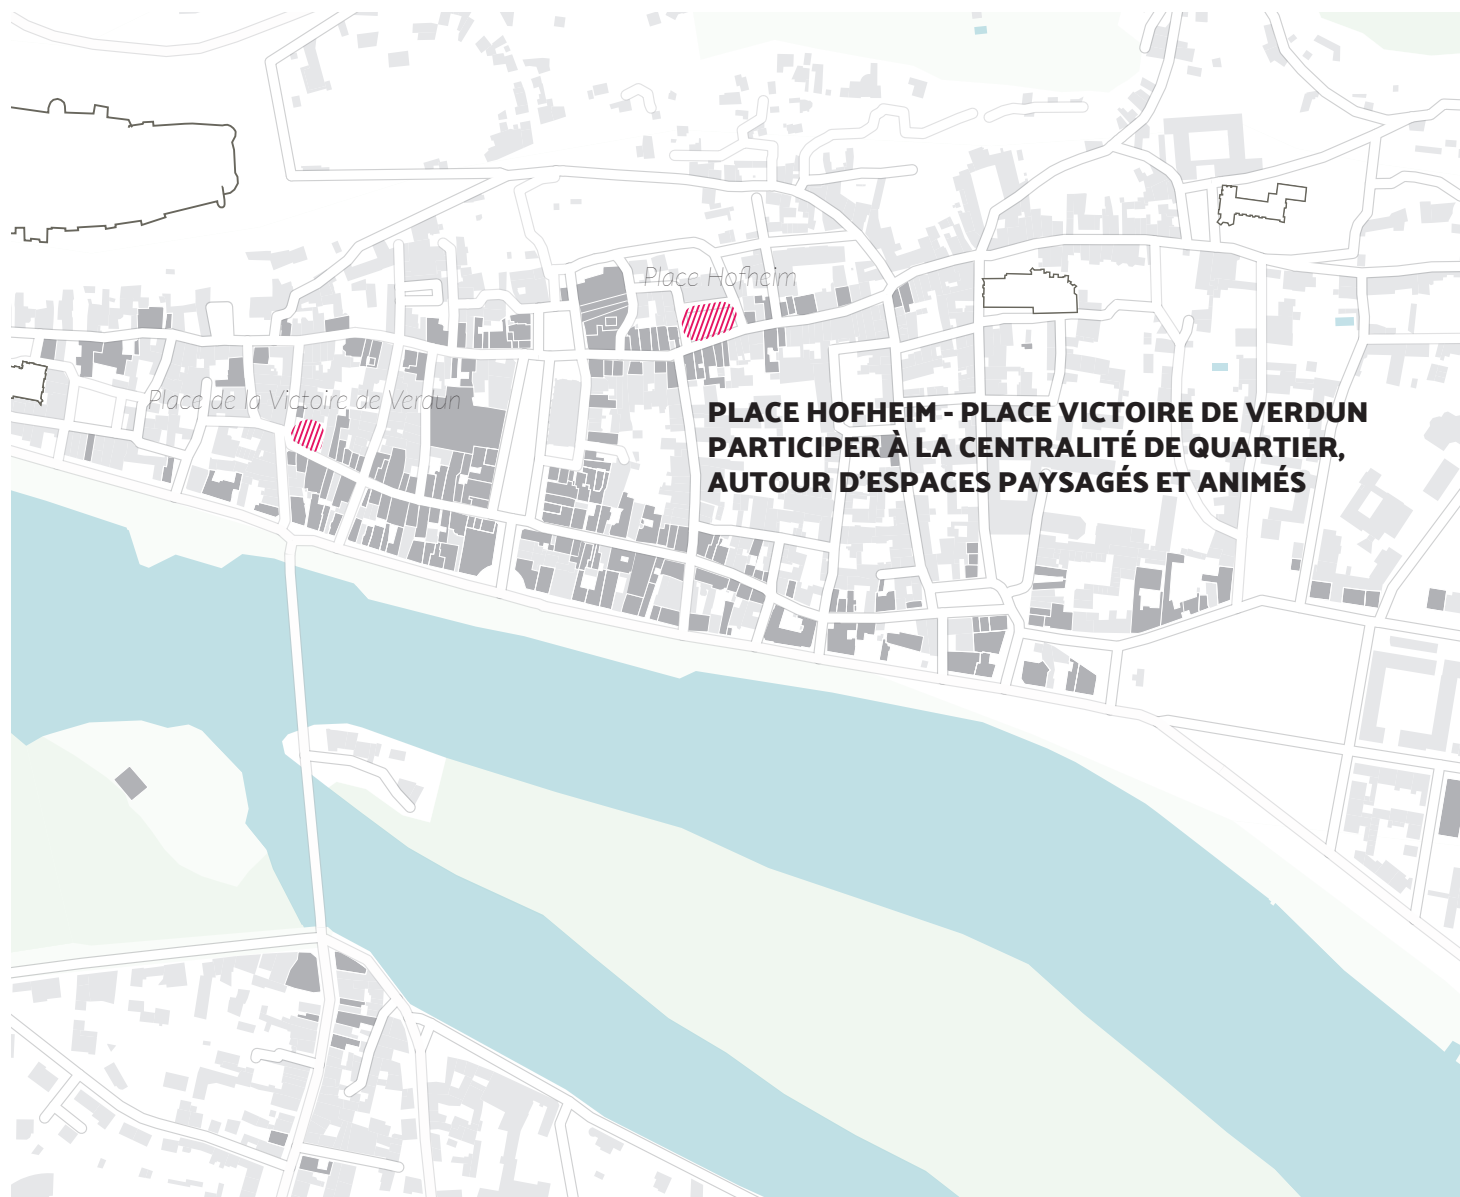 Place Hofheim
Place de la Victoire de Verdun
PLACE HOFHEIM - PLACE VICTOIRE DE VERDUN
PARTICIPER À LA CENTRALITÉ DE QUARTIER,
AUTOUR D’ESPACES PAYSAGÉS ET ANIMÉS